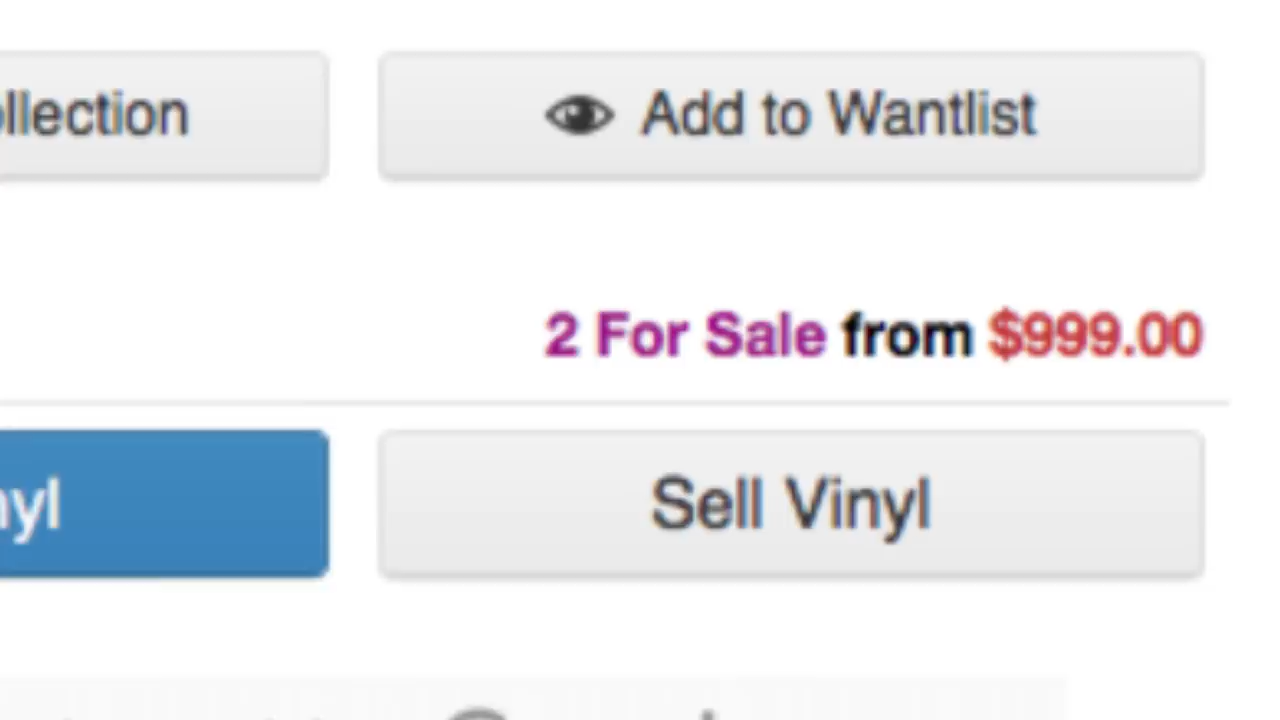 ollection
Add to Wantlist
2 For Sale from $999.00
nyl
Sell Vinyl